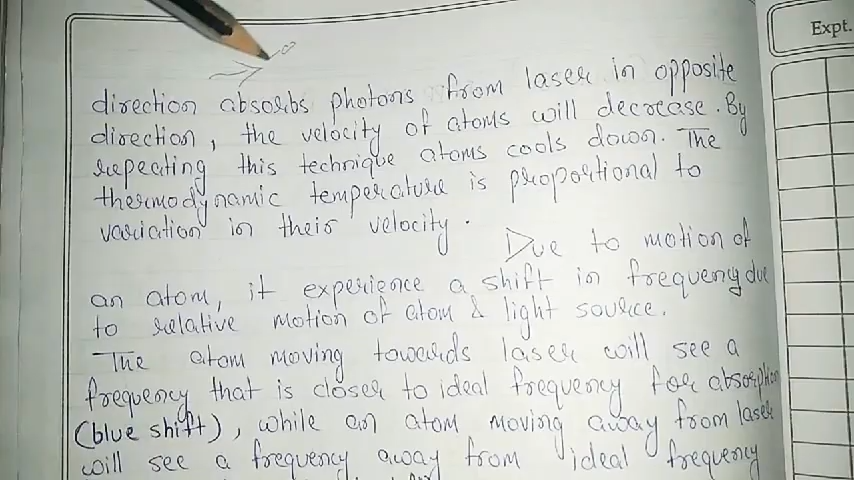 Expt.
direction absorbs photons from laser in opposite
direction, the velocity of atoms will decrease. By
repeating this technique atoms cools down. The
thermodynamic temperature is proportional to
variation in their velocity.
Due to motion of
an atom, it experience a shift in frequency due
to relative motion of atom & light source.
The atom moving towards laser will see a
frequency that is closer to ideal frequency for absorption
(blue shift), while an atom moving away from laser
will see a frequency away from ideal frequency